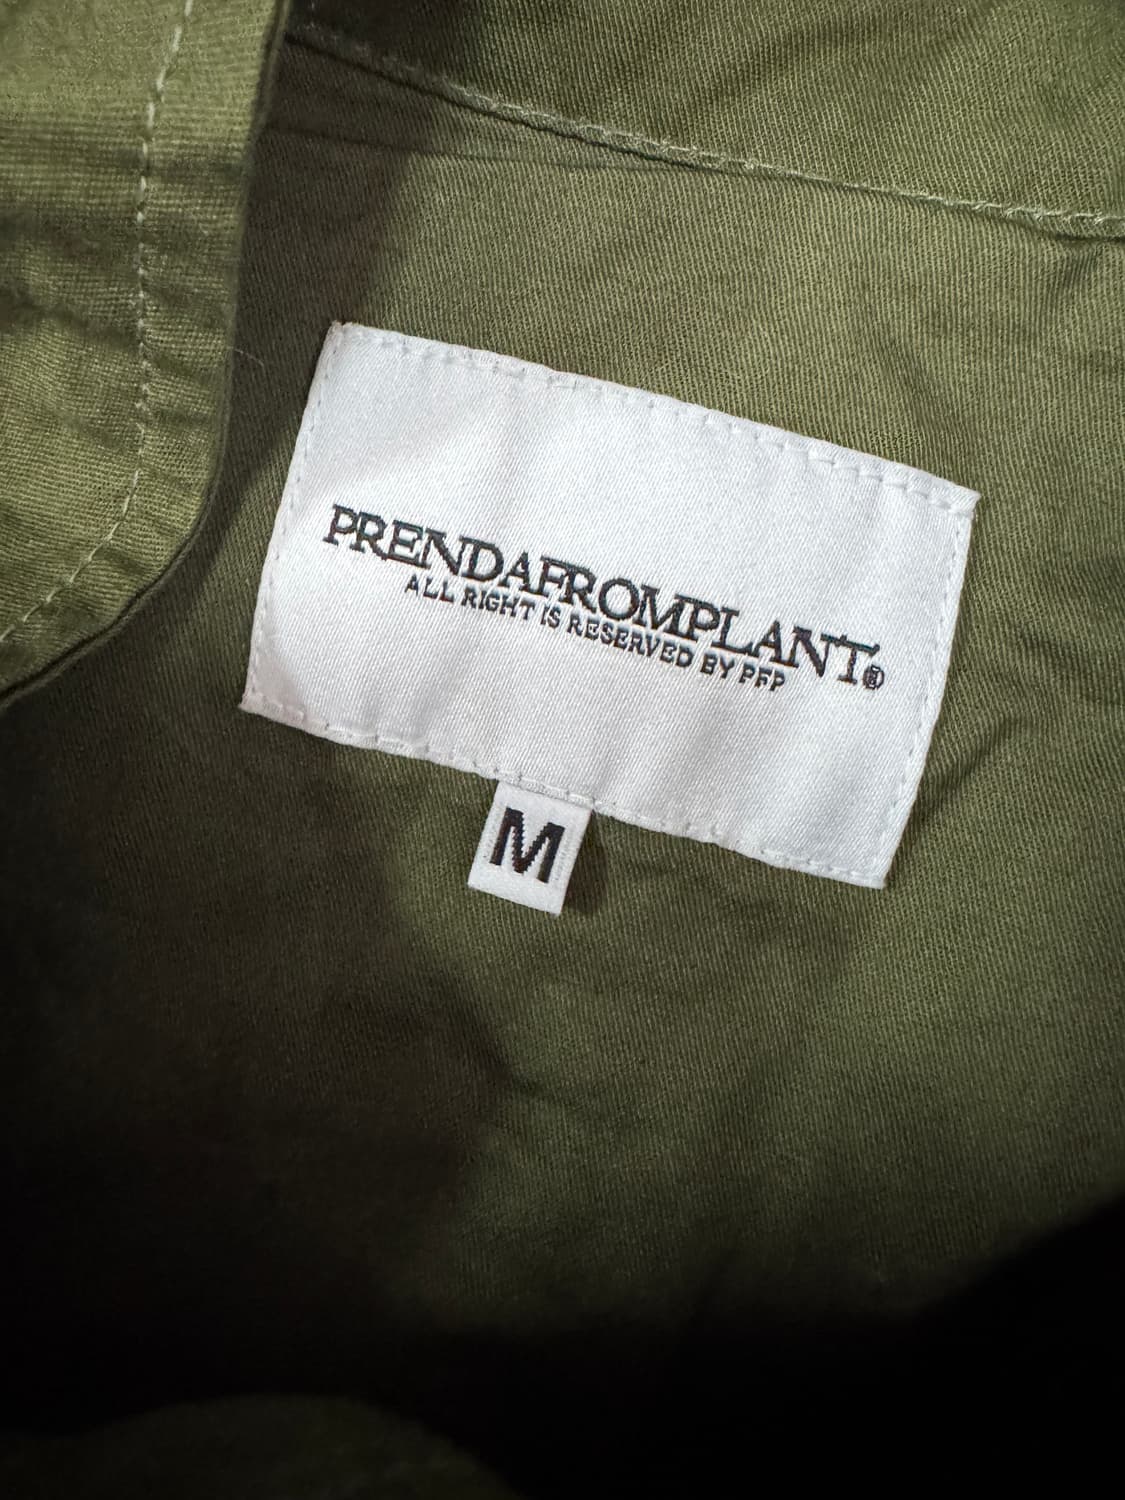 PRENDAFROMPLANT®
ALL RIGHT IS RESERVED BY PFP
M